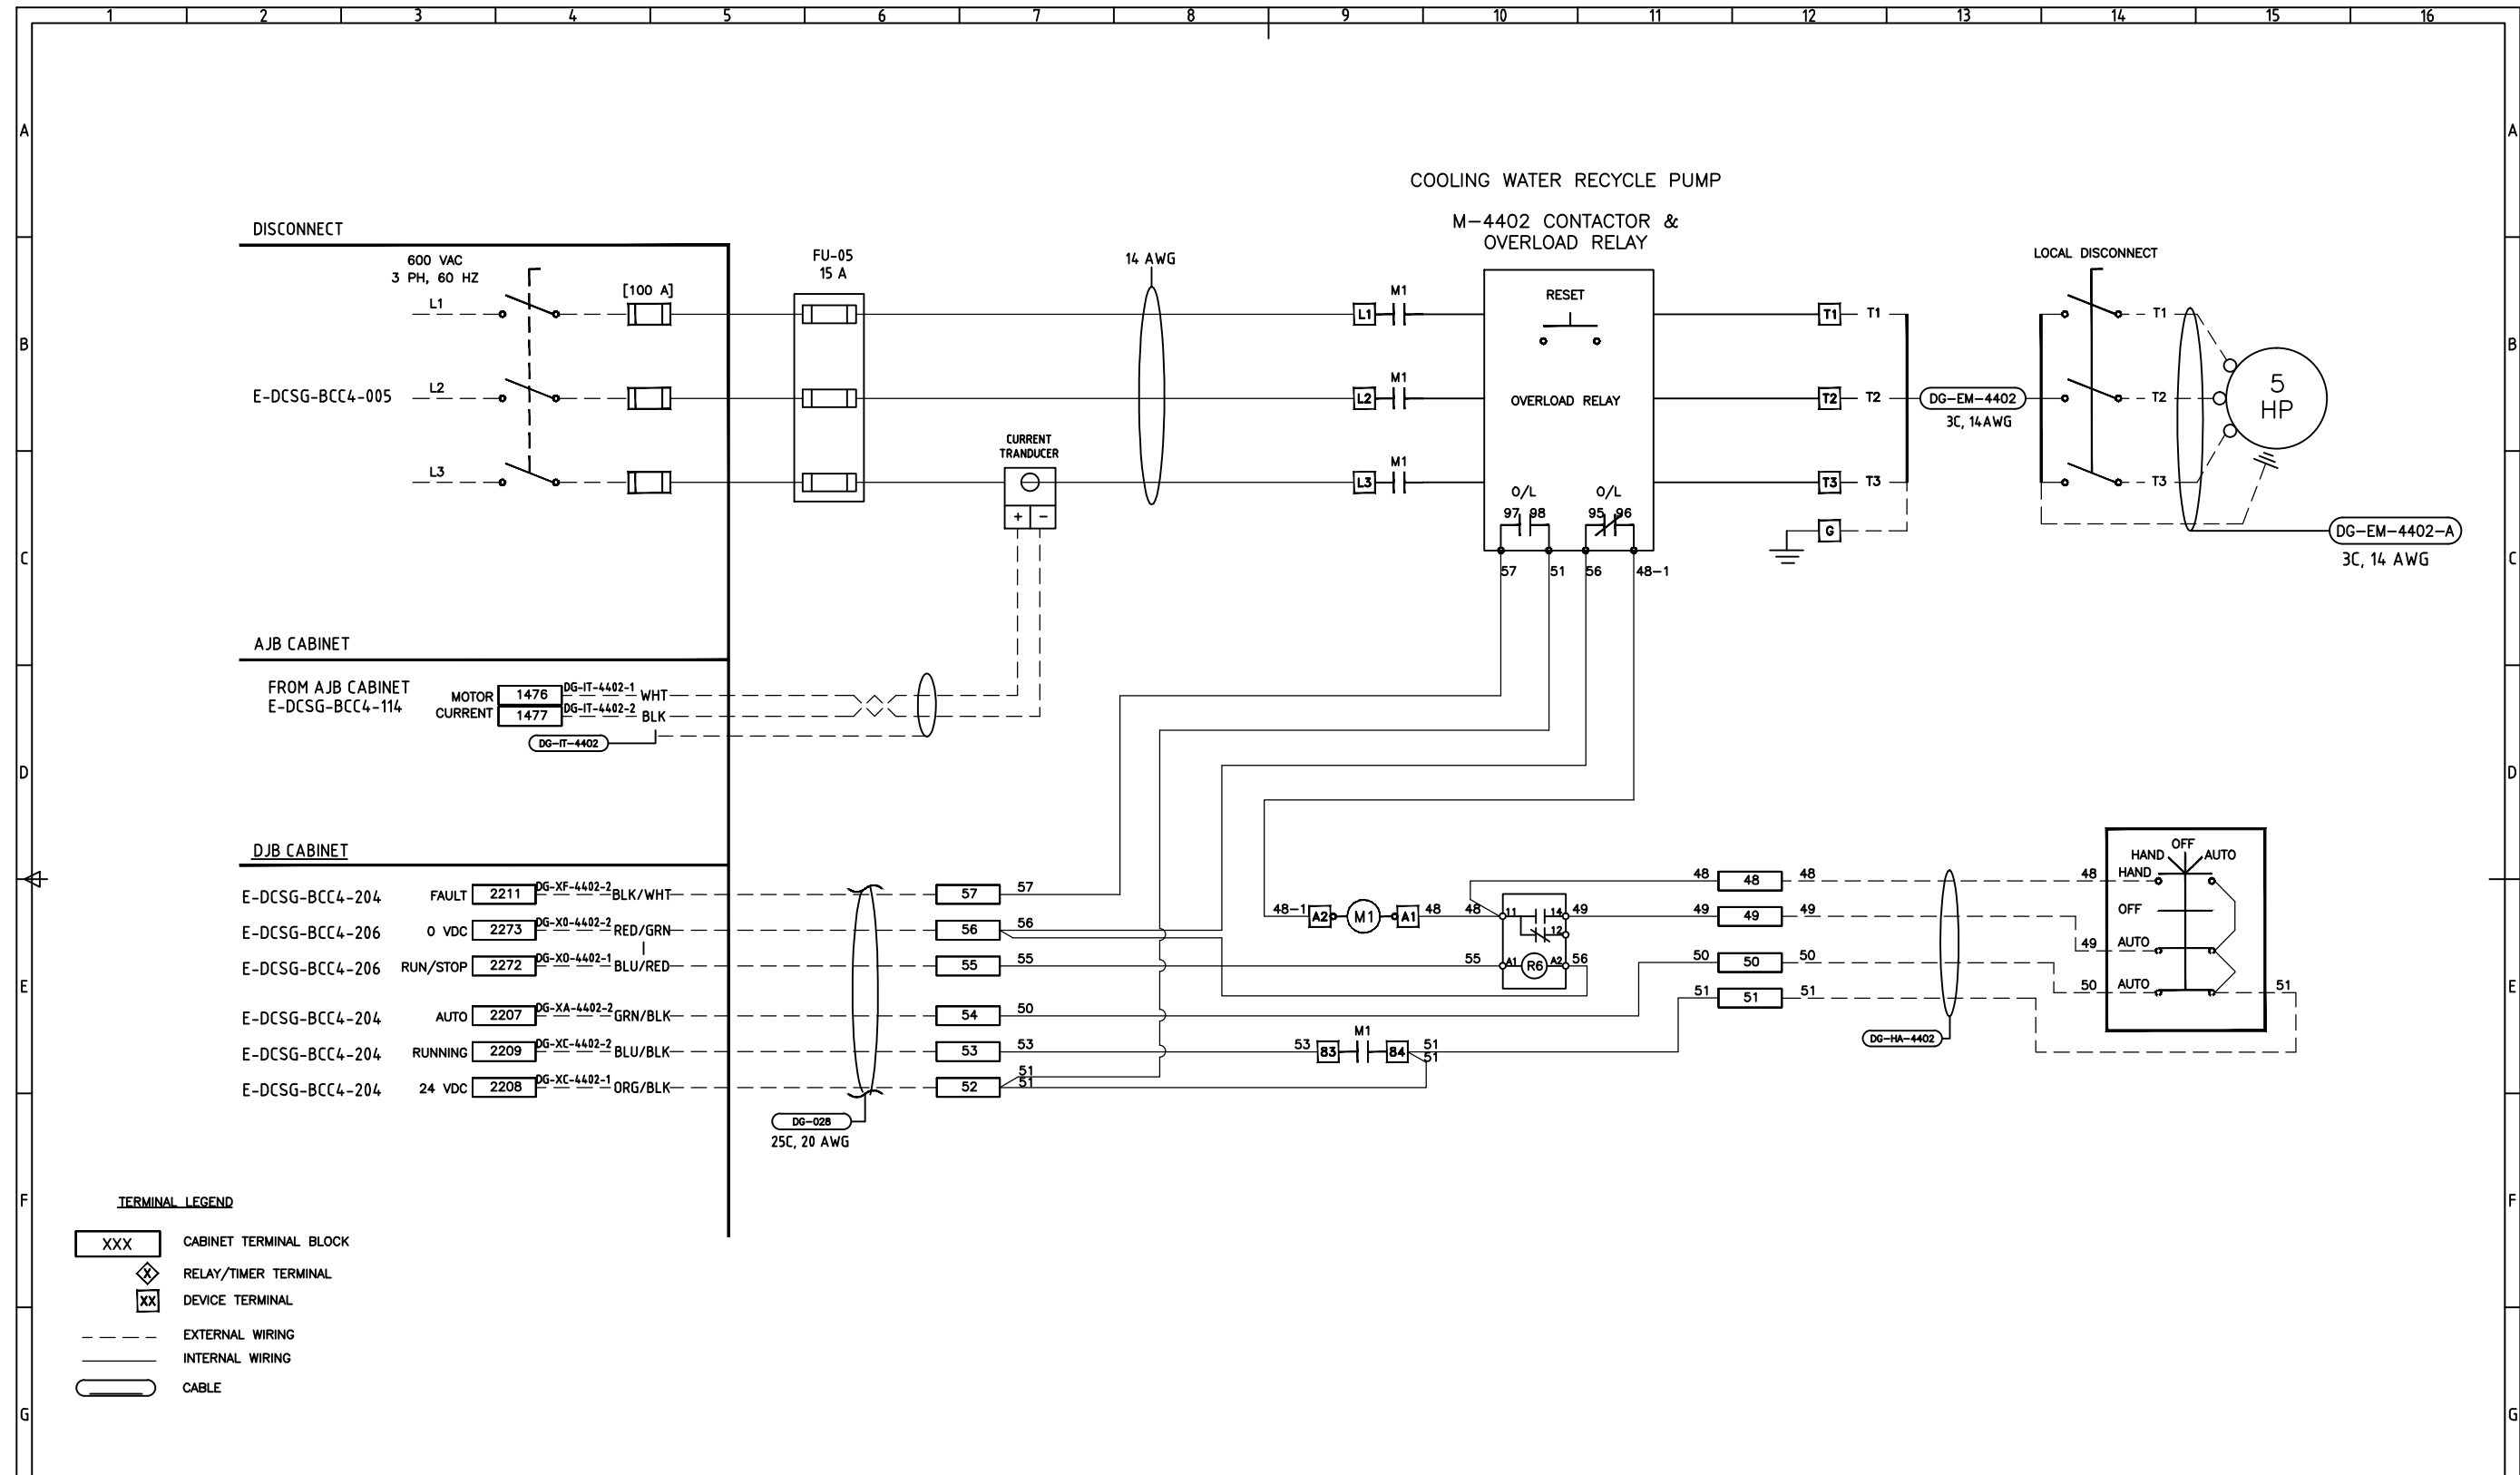 1 2 3 4 5 6 7 8 9 10 11 12 13 14 15 16
A A
COOLING WATER RECYCLE PUMP
M-4402 CONTACTOR &
OVERLOAD RELAY
DISCONNECT
600 VAC
3 PH, 60 HZ
FU-05
15 A
14 AWG
LOCAL DISCONNECT
[100 A]
L1 L1 M1 RESET T1 T1 T1
B B
E-DCSG-BCC4-005 L2 L2 M1 OVERLOAD RELAY T2 T2 DG-EM-4402 T2
3C, 14AWG
5
HP
CURRENT
TRANDUCER
L3 L3 M1 T3 T3 T3
+ -
O/L O/L
97 98 95 96
G
DG-EM-4402-A
3C, 14 AWG
C C
57 51 56 48-1
AJB CABINET
FROM AJB CABINET
E-DCSG-BCC4-114
MOTOR 1476 DG-IT-4402-1 WHT
CURRENT 1477 DG-IT-4402-2 BLK
DG-IT-4402
D D
DJB CABINET
E-DCSG-BCC4-204 FAULT 2211 DG-XF-4402-2 BLK/WHT 57 57
E-DCSG-BCC4-206 0 VDC 2273 DG-XO-4402-2 RED/GRN 56 56
E-DCSG-BCC4-206 RUN/STOP 2272 DG-XO-4402-1 BLU/RED 55 55
E-DCSG-BCC4-204 AUTO 2207 DG-XA-4402-2 GRN/BLK 54 50
E-DCSG-BCC4-204 RUNNING 2209 DG-XC-4402-2 BLU/BLK 53 53
E-DCSG-BCC4-204 24 VDC 2208 DG-XC-4402-1 ORG/BLK 52 51
51
DG-028
25C, 20 AWG
48-1 A2 M1 A1 48 48 11 14 49
12
55 A1 R6 A2 56
M1
53 83 84 51
51
48 48 48
49 49 49
50 50 50
51 51 51
DG-HA-4402
OFF
HAND AUTO
48 HAND
OFF
49 AUTO
50 AUTO 51
E E
F F
TERMINAL LEGEND
XXX CABINET TERMINAL BLOCK
X RELAY/TIMER TERMINAL
XX DEVICE TERMINAL
EXTERNAL WIRING
INTERNAL WIRING
CABLE
G G